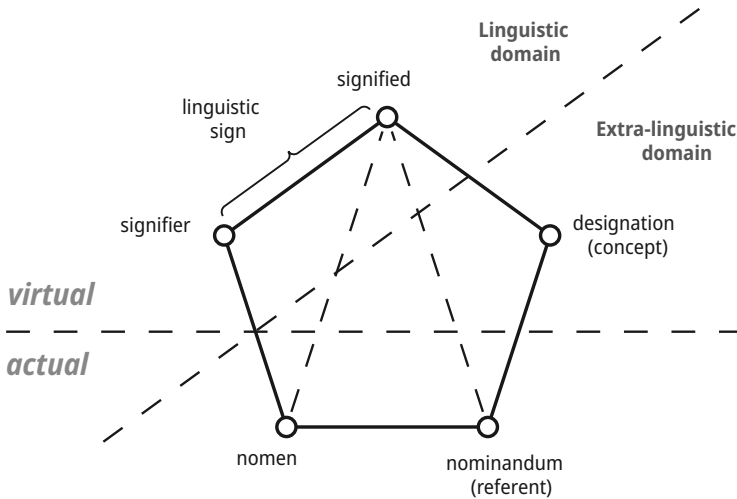 Linguistic
domain
signified
linguistic
sign
Extra-linguistic
domain
signifier
designation
(concept)
virtual
actual
nomen
nominandum
(referent)